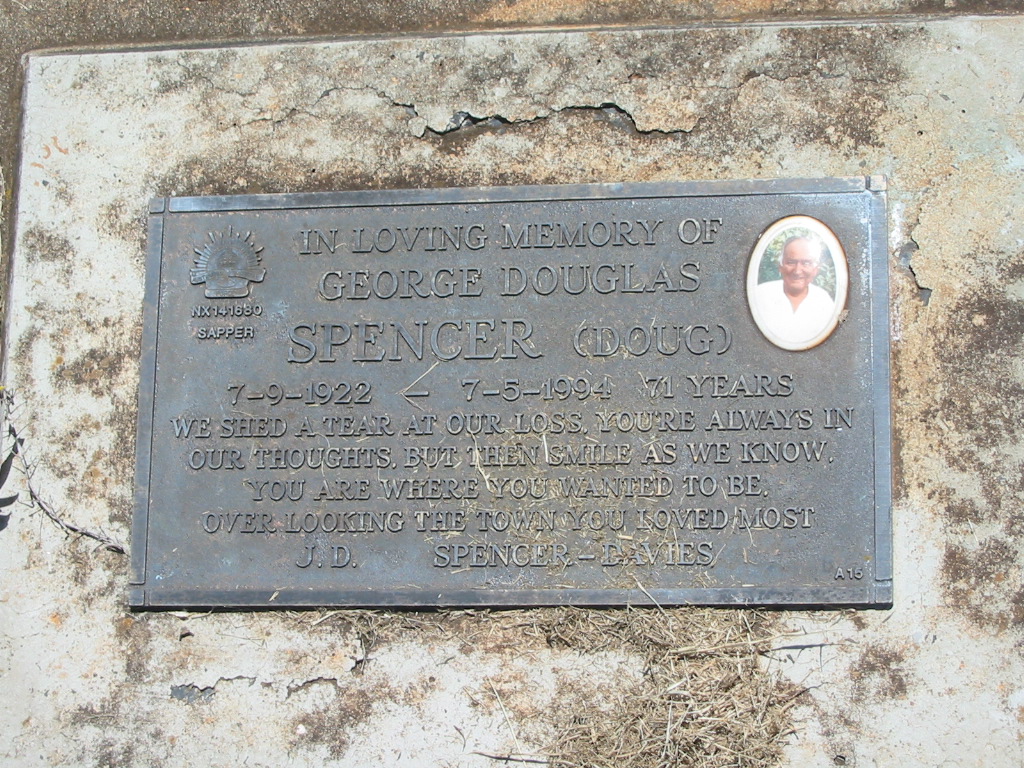 IN LOVING MEMORY OF
GEORGE DOUGLAS
NX141680
SAPPER
SPENCER (DOUG)
7-9-1922 - 7-5-1994 71 YEARS
WE SHED A TEAR AT OUR LOSS, YOU'RE ALWAYS IN
OUR THOUGHTS, BUT THEN SMILE AS WE KNOW,
YOU ARE WHERE YOU WANTED TO BE,
OVER LOOKING THE TOWN YOU LOVED MOST
J. D. SPENCER-DAVIES
A15